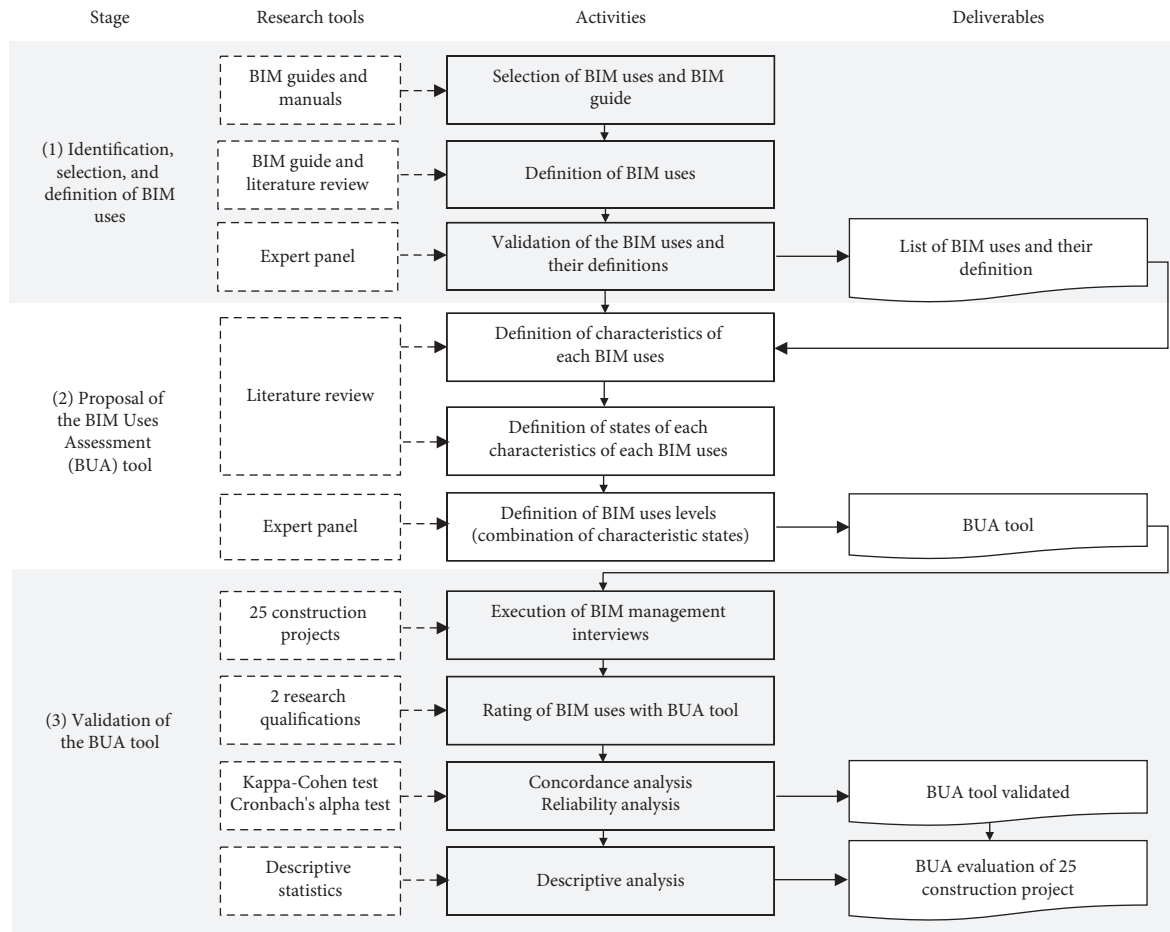 Stage
Research tools
Activities
Deliverables
(1) Identification,
selection, and
definition of BIM
uses
BIM guides and
manuals
Selection of BIM uses and BIM
guide
BIM guide and
literature review
Definition of BIM uses
Expert panel
Validation of the BIM uses and
their definitions
List of BIM uses and their
definition
(2) Proposal of
the BIM Uses
Assessment
(BUA) tool
Literature review
Definition of characteristics of
each BIM uses
Definition of states of each
characteristics of each BIM uses
Expert panel
Definition of BIM uses levels
(combination of characteristic states)
BUA tool
(3) Validation of
the BUA tool
25 construction
projects
Execution of BIM management
interviews
2 research
qualifications
Rating of BIM uses with BUA tool
Kappa-Cohen test
Cronbach's alpha test
Concordance analysis
Reliability analysis
BUA tool validated
Descriptive
statistics
Descriptive analysis
BUA evaluation of 25
construction project